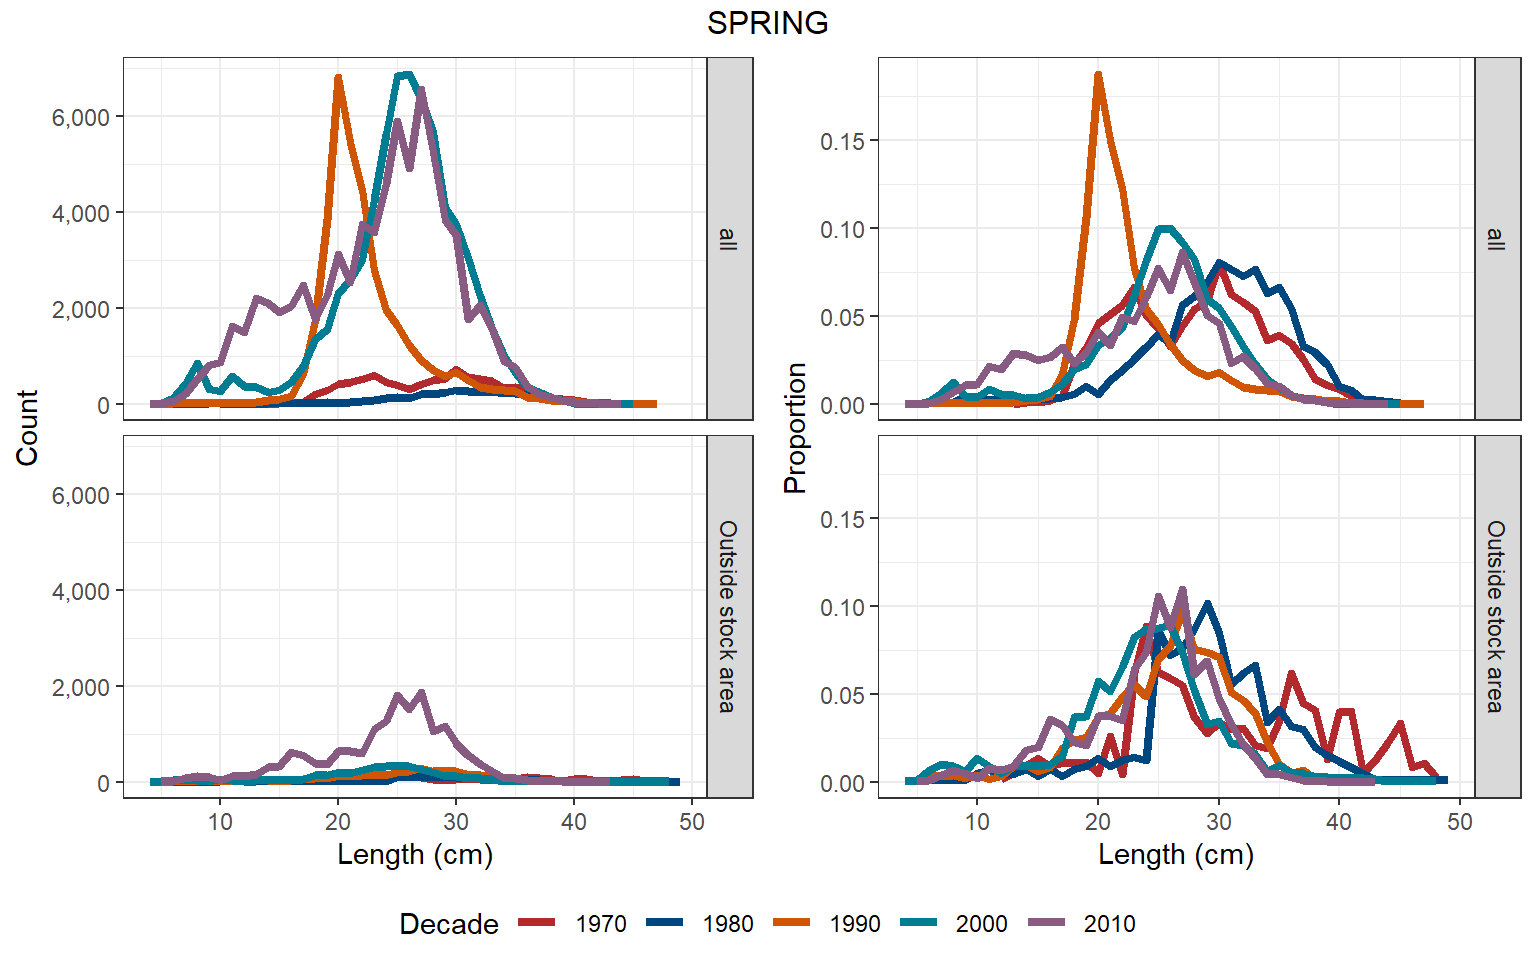 SPRING
Count
6,000
4,000
2,000
0
all
6,000
4,000
2,000
0
Outside stock area
10 20 30 40 50
Length (cm)
Proportion
0.15
0.10
0.05
0.00
all
0.15
0.10
0.05
0.00
Outside stock area
10 20 30 40 50
Length (cm)
Decade 1970 1980 1990 2000 2010